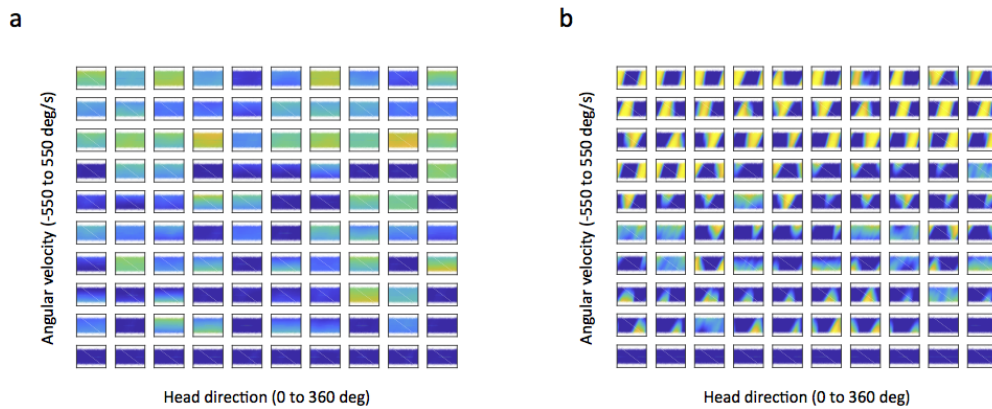 a
b
Angular velocity (-550 to 550 deg/s)
Angular velocity (-550 to 550 deg/s)
Head direction (0 to 360 deg)
Head direction (0 to 360 deg)